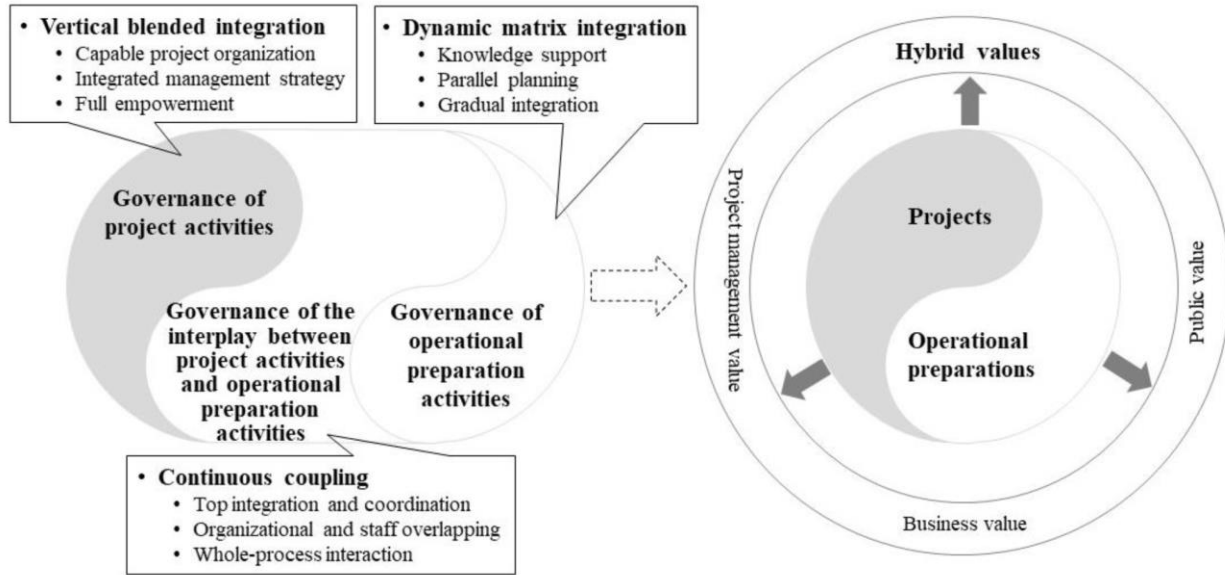 • Vertical blended integration
• Capable project organization
• Integrated management strategy
• Full empowerment
• Dynamic matrix integration
• Knowledge support
• Parallel planning
• Gradual integration
Governance of
project activities
Governance of the
interplay between
project activities
and operational
preparation
activities
Governance of
operational
preparation
activities
• Continuous coupling
• Top integration and coordination
• Organizational and staff overlapping
• Whole-process interaction
Hybrid values
Project management value
Projects
Operational
preparations
Public value
Business value